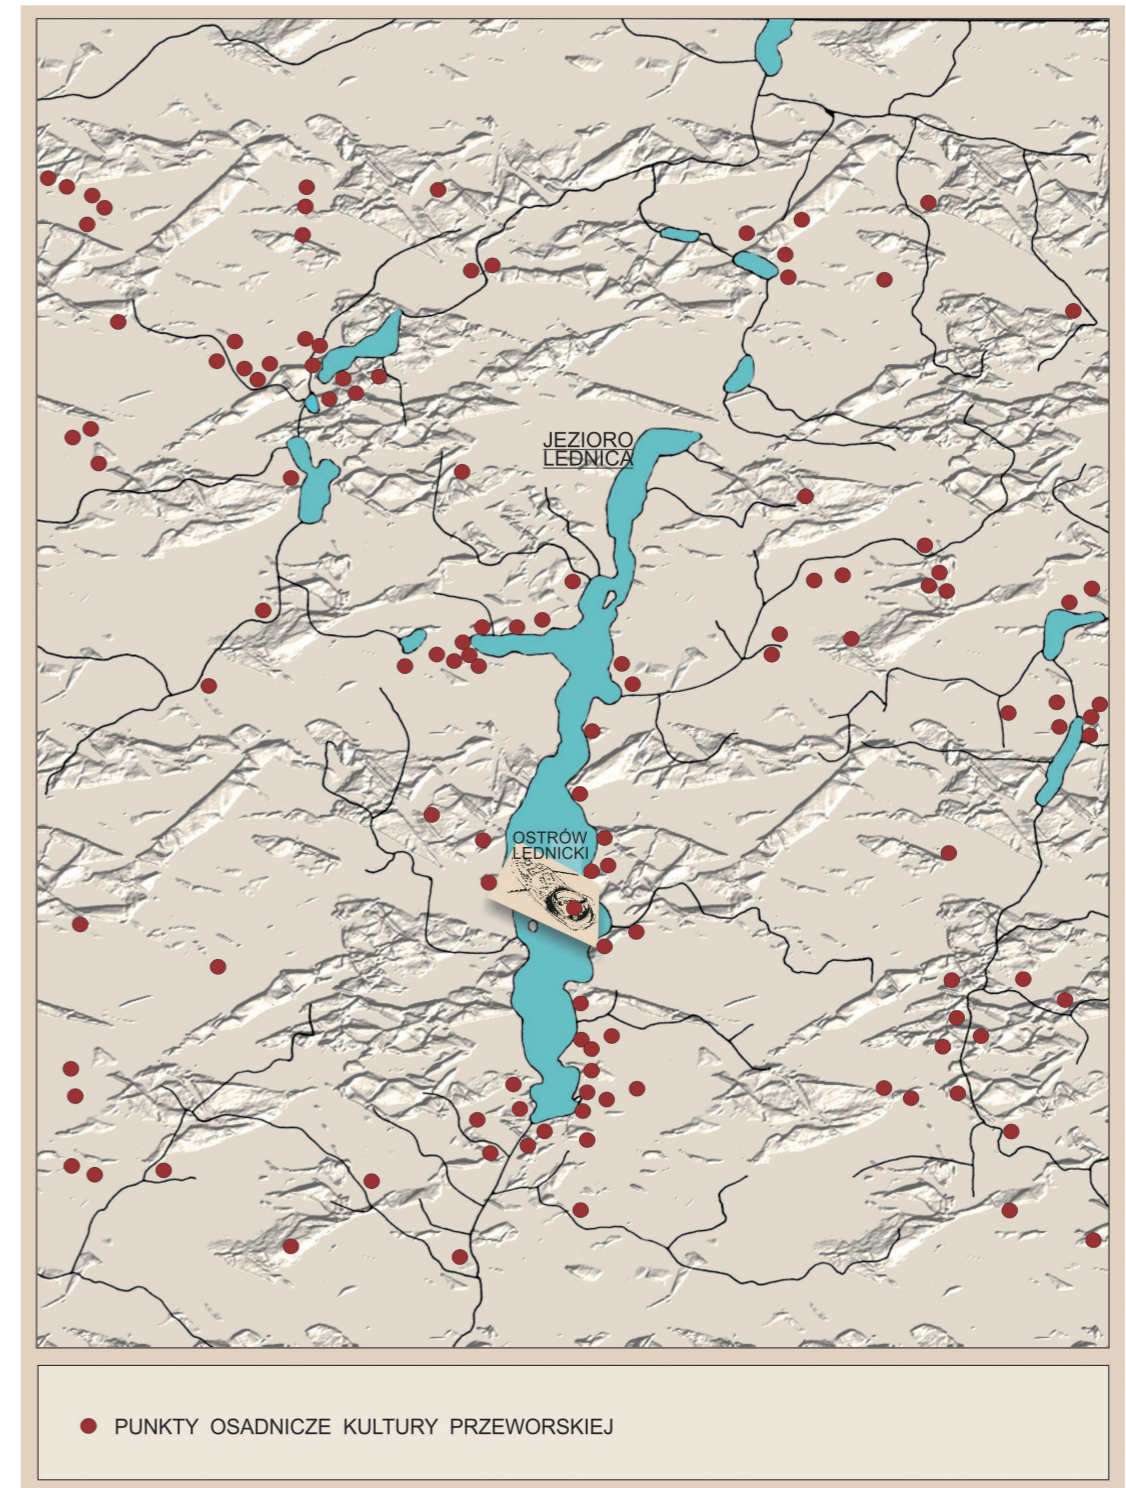 JEZIORO
LEDNICA
OSTRÓW
LEDNICKI
PUNKTY OSADNICZE KULTURY PRZEWORSKIEJ